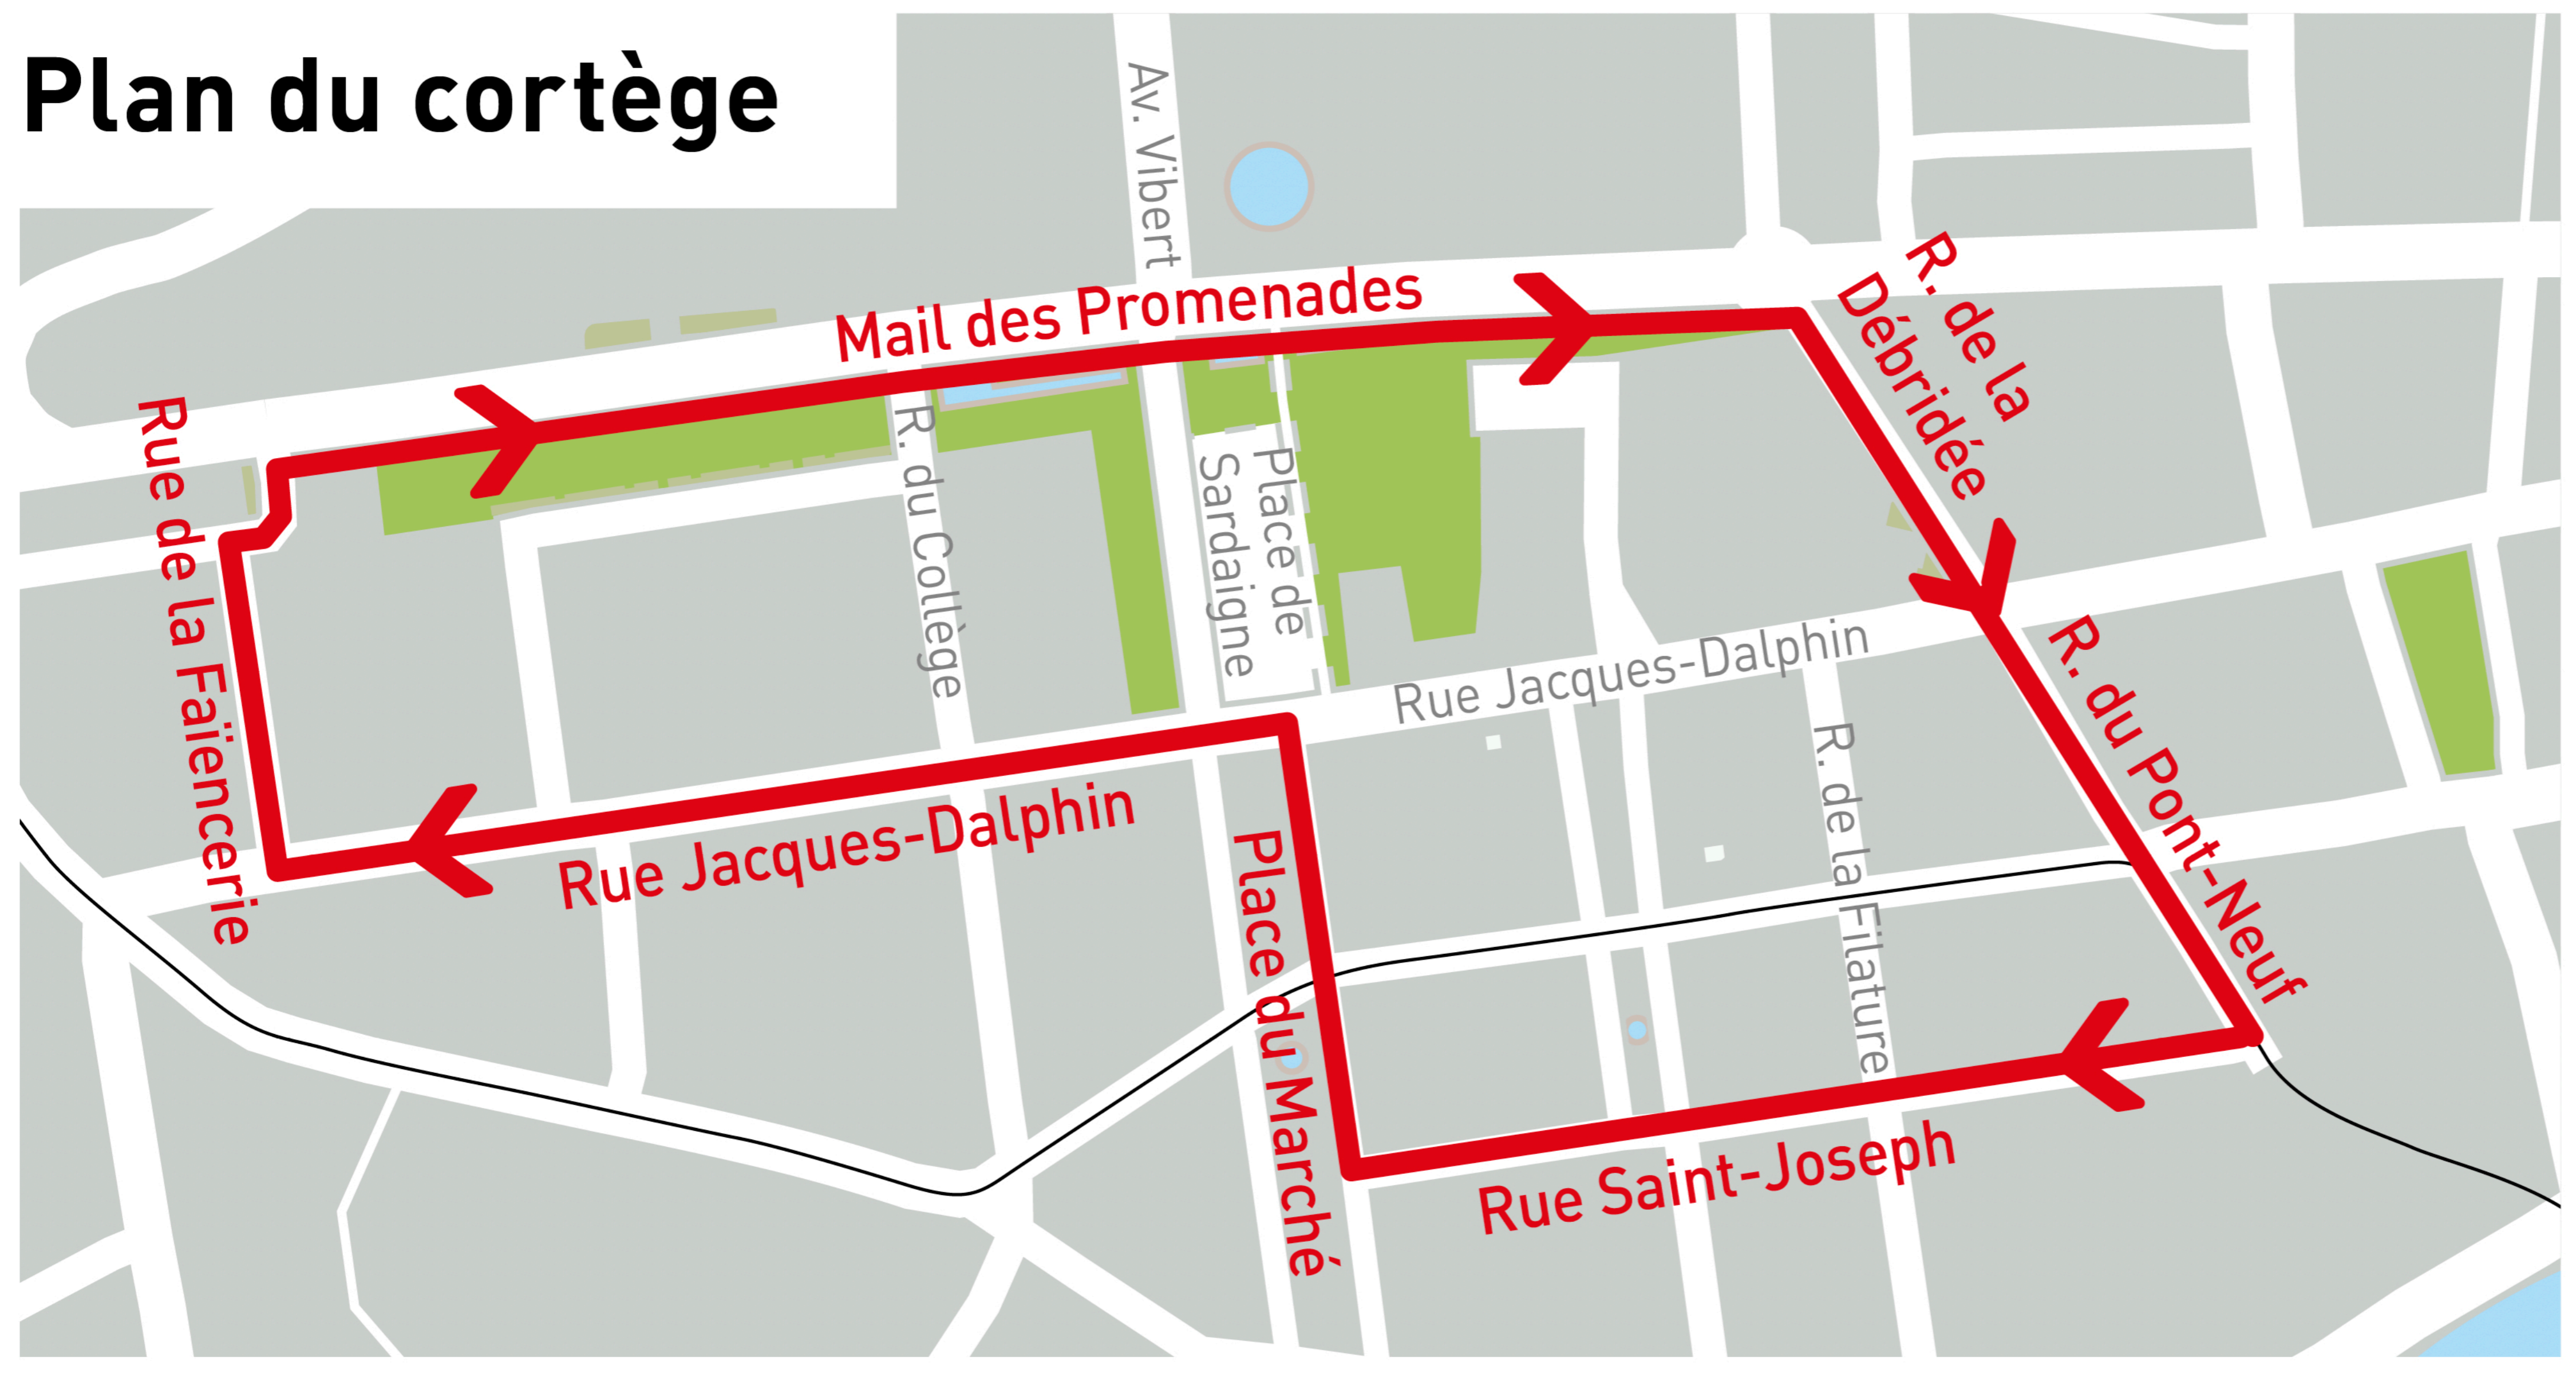 Plan du cortège
Av. Vibert
Mail des Promenades
R. de la
Débridée
Rue de la Faïencerie
R. du Collège
Place de
Sardaigne
Rue Jacques-Dalphin
R. du Pont-Neuf
R. de la Filature
Rue Jacques-Dalphin
Place du Marché
Rue Saint-Joseph